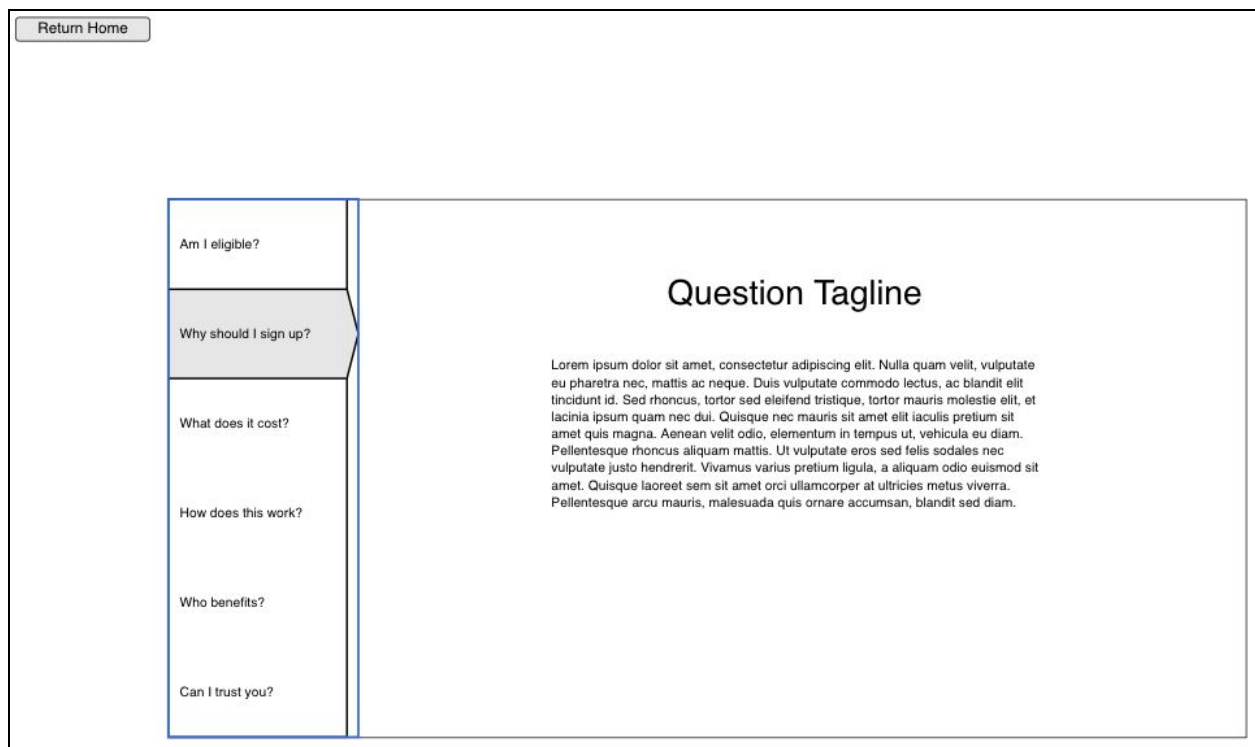 Return Home
Am I eligible?
Why should I sign up?
What does it cost?
How does this work?
Who benefits?
Can I trust you?
Question Tagline
Lorem ipsum dolor sit amet, consectetur adipiscing elit. Nulla quam velit, vulputate
eu pharetra nec, mattis ac neque. Duis vulputate commodo lectus, ac blandit elit
tincidunt id. Sed rhoncus, tortor sed eleifend tristique, tortor mauris molestie elit, et
lacinia ipsum quam nec dui. Quisque nec mauris sit amet elit iaculis pretium sit
amet quis magna. Aenean velit odio, elementum in tempus ut, vehicula eu diam.
Pellentesque rhoncus aliquam mattis. Ut vulputate eros sed felis sodales nec
vulputate justo hendrerit. Vivamus varius pretium ligula, a aliquam odio euismod sit
amet. Quisque laoreet sem sit amet orci ullamcorper at ultricies metus viverra.
Pellentesque arcu mauris, malesuada quis ornare accumsan, blandit sed diam.